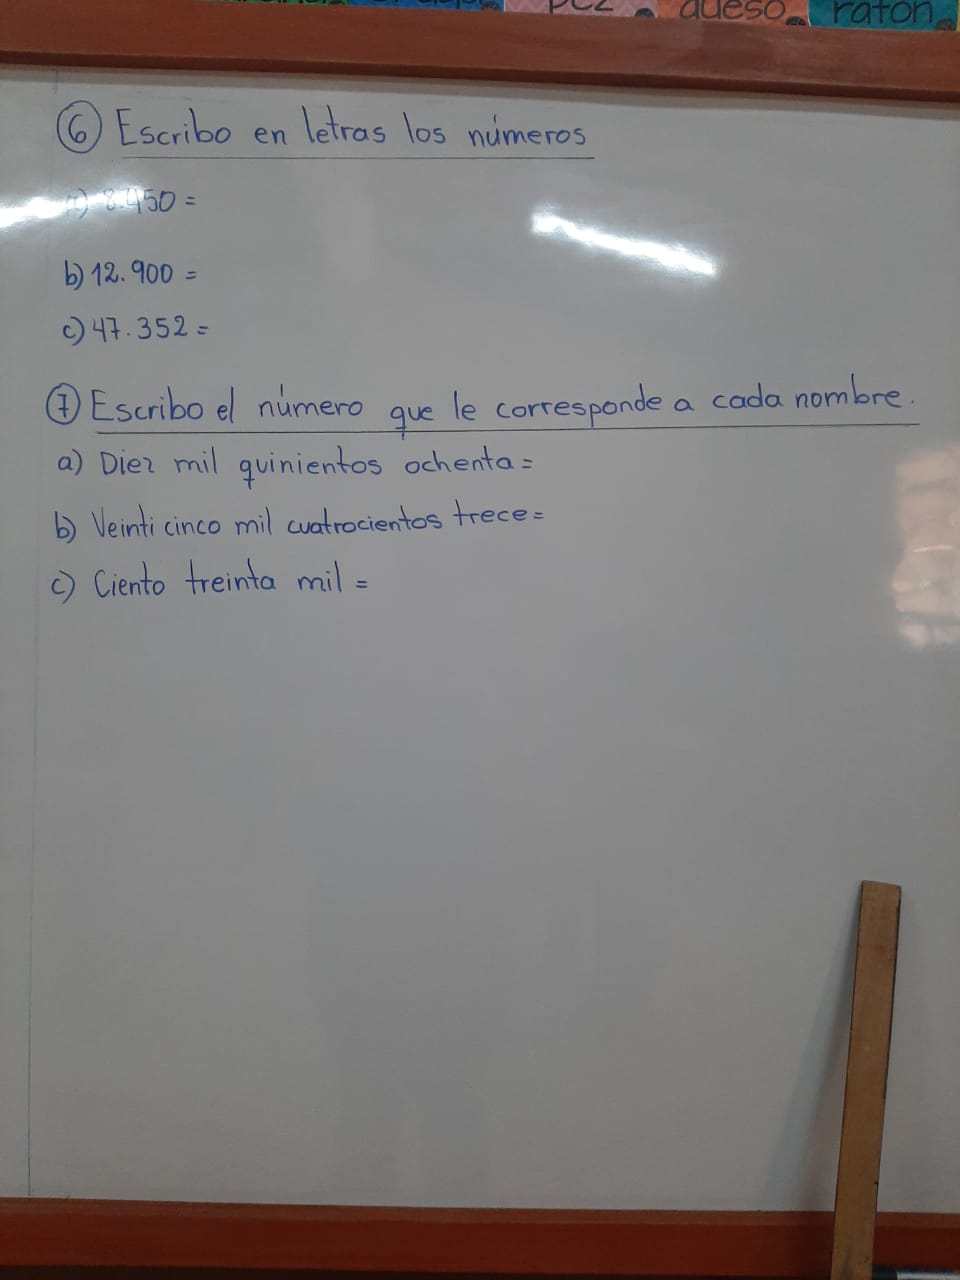 pez queso raton
6 Escribo en letras los números
a) 8.450 =
b) 12.900 =
c) 47.352 =
7 Escribo el número que le corresponde a cada nombre.
a) Diez mil quinientos ochenta =
b) Veinti cinco mil cuatrocientos trece =
c) Ciento treinta mil =